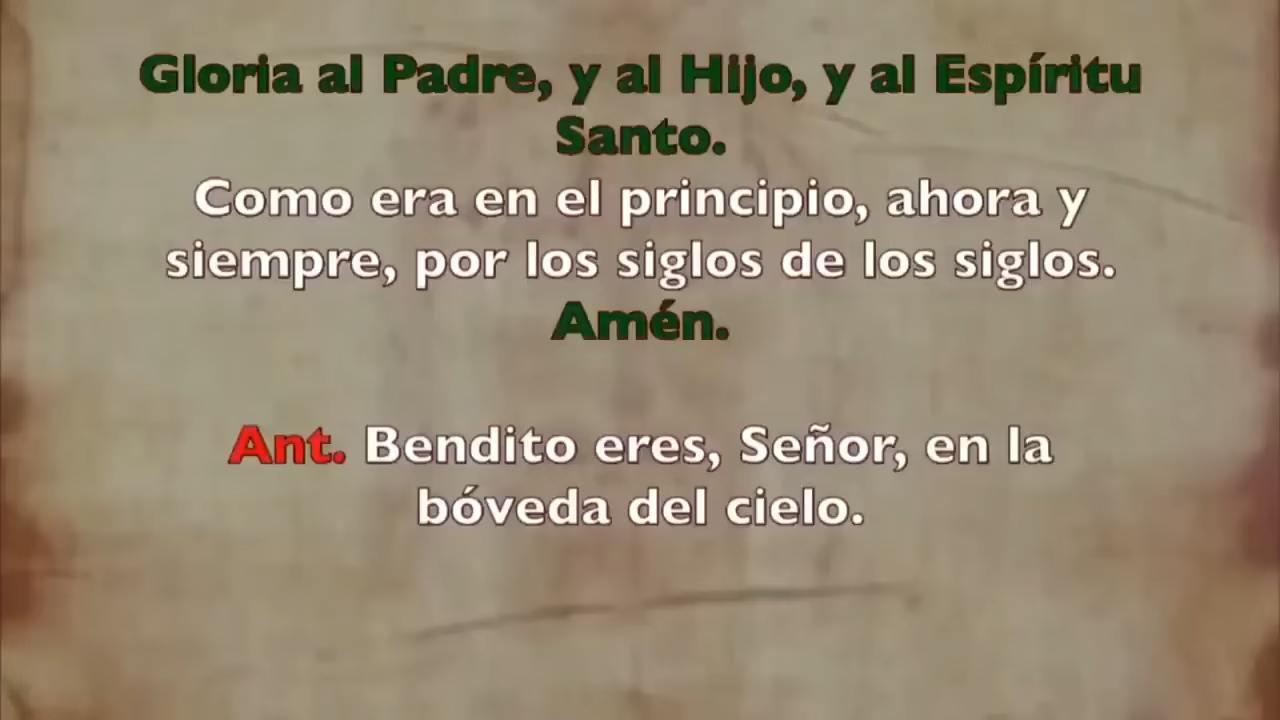 Gloria al Padre, y al Hijo, y al Espíritu
Santo.
Como era en el principio, ahora y
siempre, por los siglos de los siglos.
Amén.
Ant. Bendito eres, Señor, en la
bóveda del cielo.